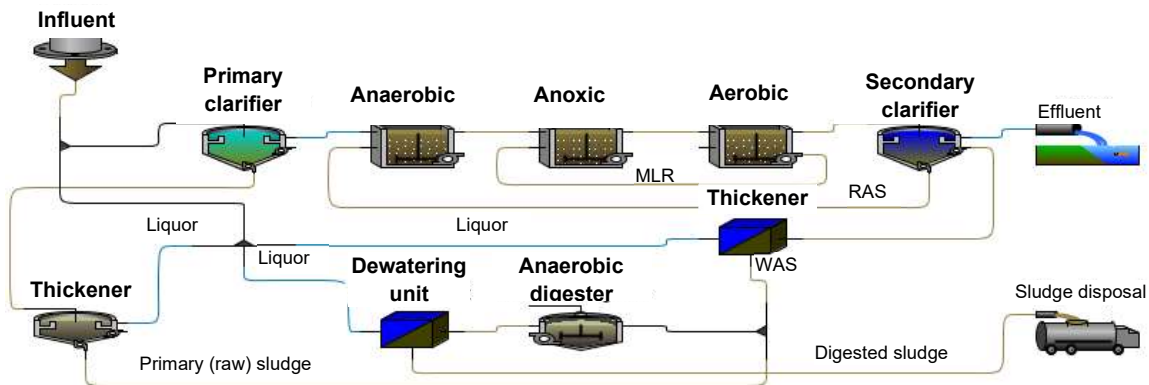 Influent
Primary
clarifier
Anaerobic
Anoxic
Aerobic
Secondary
clarifier
Effluent
MLR
RAS
Thickener
Liquor
Liquor
Liquor
WAS
Thickener
Dewatering
unit
Anaerobic
digester
Sludge disposal
Primary (raw) sludge
Digested sludge